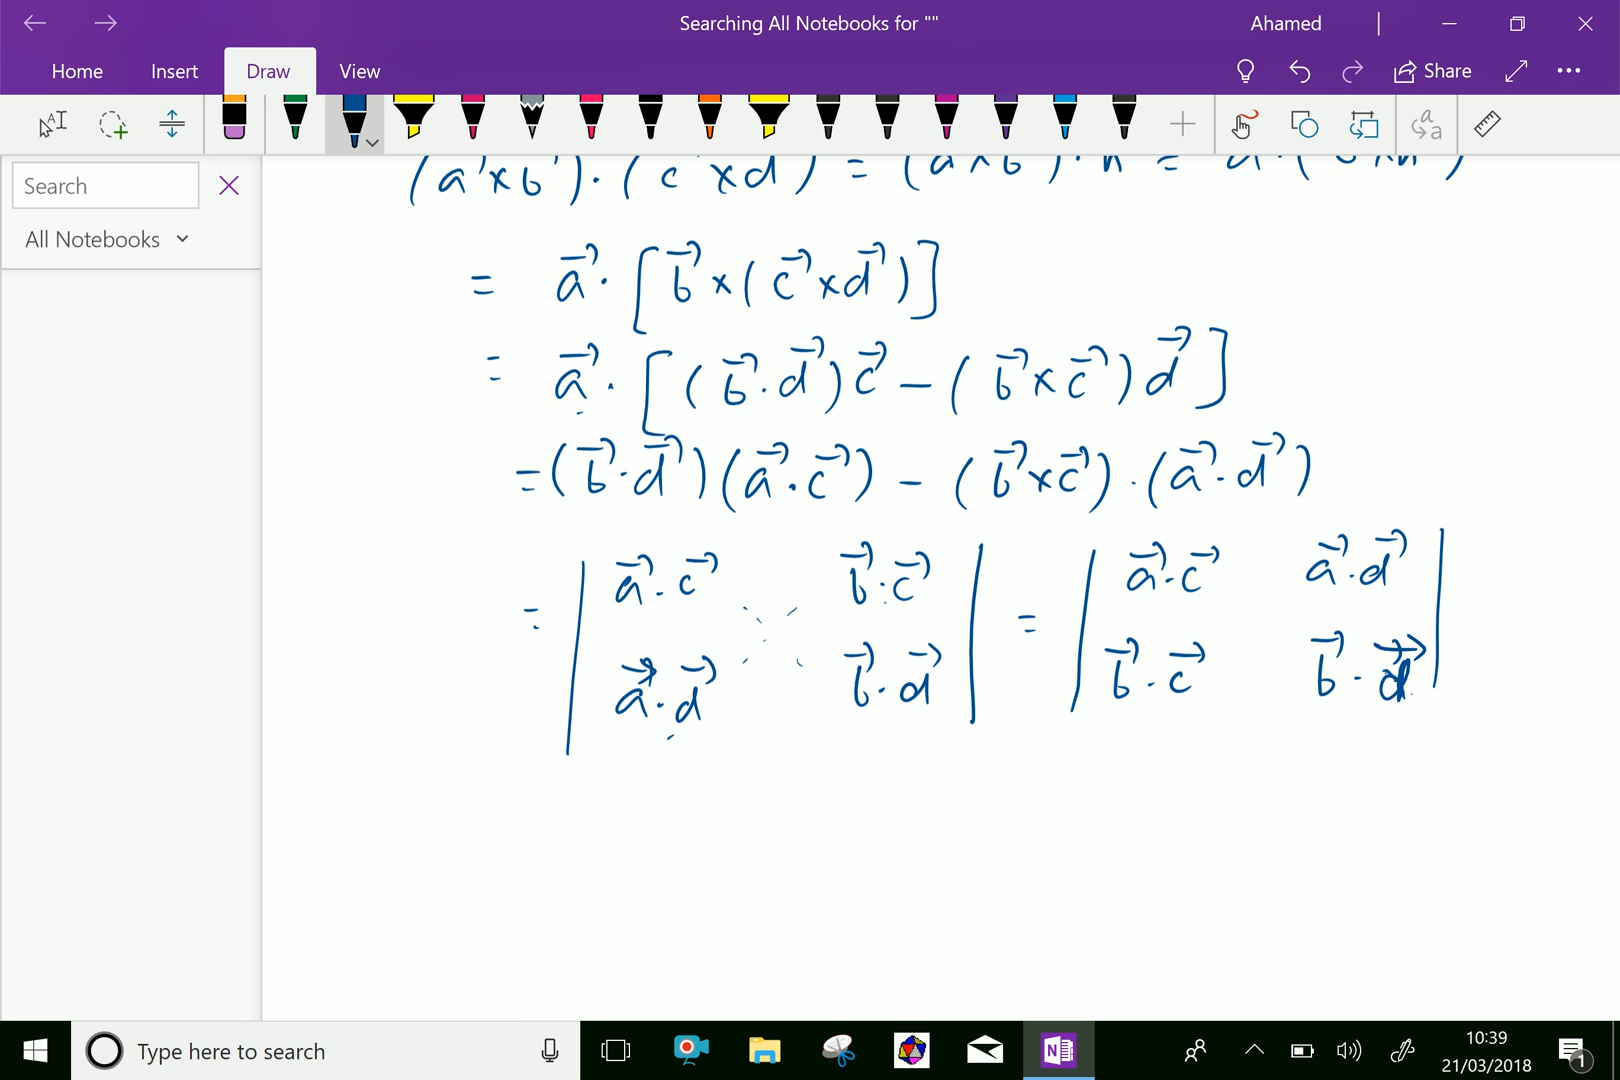 Searching All Notebooks for ""
Ahamed
Home Insert Draw View
Share
Search
All Notebooks
(a⃗ × b⃗) · (c⃗ × d⃗) = (a⃗ × b⃗) · n⃗ = a⃗ · (b⃗ × n⃗)
= a⃗ · [b⃗ × (c⃗ × d⃗)]
= a⃗ · [(b⃗ · d⃗) c⃗ − (b⃗ × c⃗) d⃗]
= (b⃗ · d⃗) (a⃗ · c⃗) − (b⃗ × c⃗) · (a⃗ · d⃗)
= | a⃗ · c⃗ b⃗ · c⃗ | = | a⃗ · c⃗ a⃗ · d⃗ |
| a⃗ · d⃗ b⃗ · d⃗ | | b⃗ · c⃗ b⃗ · d⃗ |
Type here to search
10:39
21/03/2018
1